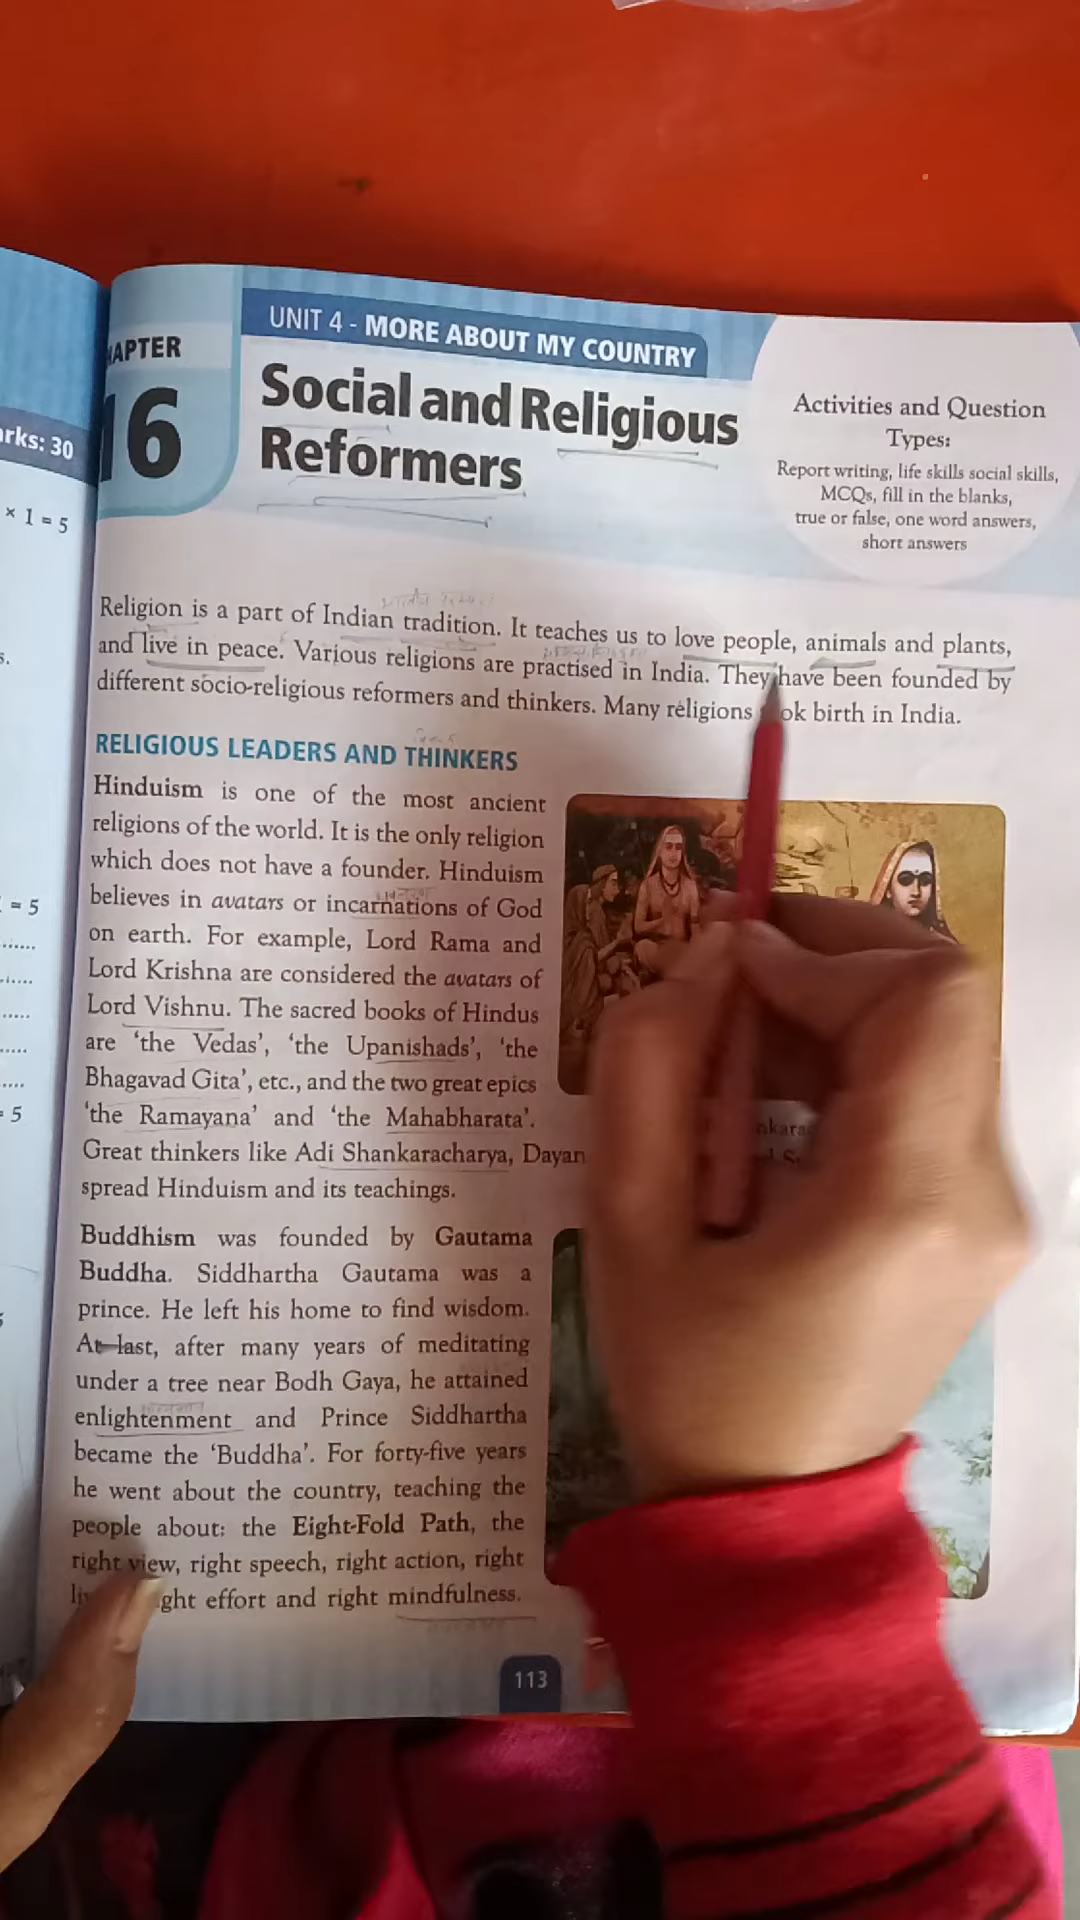 UNIT 4 - MORE ABOUT MY COUNTRY
HAPTER
16
Social and Religious
Reformers
Activities and Question
Types:
Report writing, life skills social skills,
MCQs, fill in the blanks,
true or false, one word answers,
short answers
arks: 30
× 1 = 5
s.
= 5
= 5
Religion is a part of Indian tradition. It teaches us to love people, animals and plants,
and live in peace. Various religions are practised in India. They have been founded by
different socio-religious reformers and thinkers. Many religions ok birth in India.
RELIGIOUS LEADERS AND THINKERS
Hinduism is one of the most ancient
religions of the world. It is the only religion
which does not have a founder. Hinduism
believes in avatars or incarnations of God
on earth. For example, Lord Rama and
Lord Krishna are considered the avatars of
Lord Vishnu. The sacred books of Hindus
are ‘the Vedas’, ‘the Upanishads’, ‘the
Bhagavad Gita’, etc., and the two great epics
‘the Ramayana’ and ‘the Mahabharata’.
Great thinkers like Adi Shankaracharya, Dayan
spread Hinduism and its teachings.
Buddhism was founded by Gautama
Buddha. Siddhartha Gautama was a
prince. He left his home to find wisdom.
At last, after many years of meditating
under a tree near Bodh Gaya, he attained
enlightenment and Prince Siddhartha
became the ‘Buddha’. For forty-five years
he went about the country, teaching the
people about: the Eight-Fold Path, the
right view, right speech, right action, right
ght effort and right mindfulness.
113